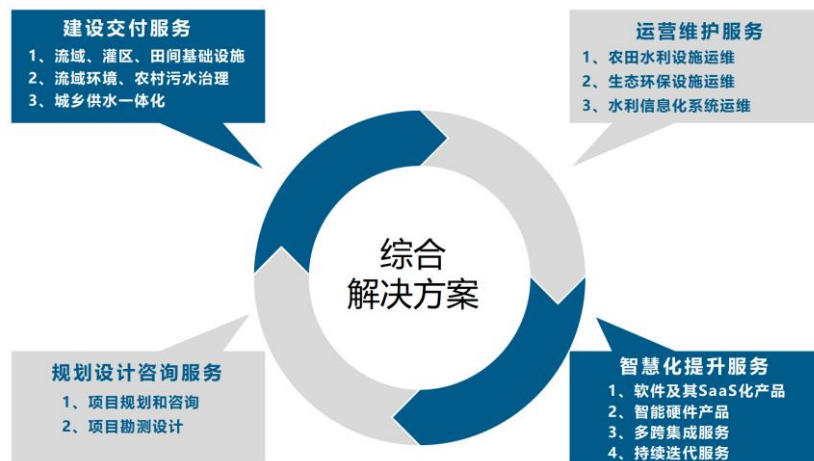 建设交付服务
1、流域、灌区、田间基础设施
2、流域环境、农村污水治理
3、城乡供水一体化
运营维护服务
1、农田水利设施运维
2、生态环保设施运维
3、水利信息化系统运维
综合
解决方案
规划设计咨询服务
1、项目规划和咨询
2、项目勘测设计
智慧化提升服务
1、软件及其SaaS化产品
2、智能硬件产品
3、多跨集成服务
4、持续迭代服务